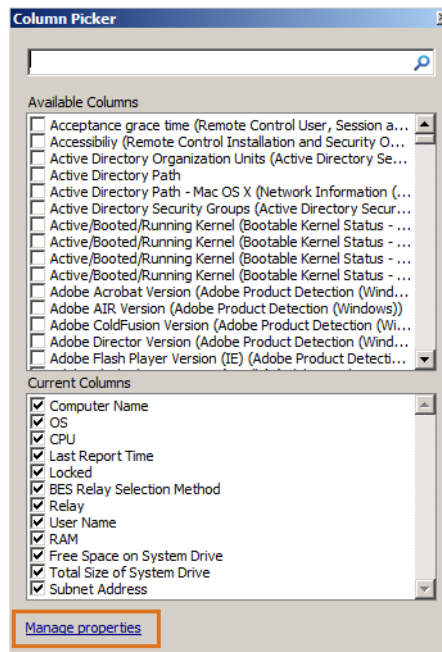 Column Picker
Available Columns
Acceptance grace time (Remote Control User, Session a...
Accessibiliy (Remote Control Installation and Security O...
Active Directory Organization Units (Active Directory Se...
Active Directory Path
Active Directory Path - Mac OS X (Network Information (...
Active Directory Security Groups (Active Directory Secur...
Active/Booted/Running Kernel (Bootable Kernel Status - ...
Active/Booted/Running Kernel (Bootable Kernel Status - ...
Active/Booted/Running Kernel (Bootable Kernel Status - ...
Active/Booted/Running Kernel (Bootable Kernel Status - ...
Adobe Acrobat Version (Adobe Product Detection (Wind...
Adobe AIR Version (Adobe Product Detection (Windows))
Adobe ColdFusion Version (Adobe Product Detection (Wi...
Adobe Director Version (Adobe Product Detection (Wind...
Adobe Flash Player Version (IE) (Adobe Product Detecti...
Current Columns
Computer Name
OS
CPU
Last Report Time
Locked
BES Relay Selection Method
Relay
User Name
RAM
Free Space on System Drive
Total Size of System Drive
Subnet Address
Manage properties